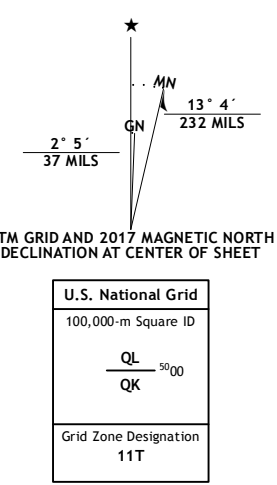 ★
MN
GN
13° 4´
232 MILS
2° 5´
37 MILS
TM GRID AND 2017 MAGNETIC NORTH
DECLINATION AT CENTER OF SHEET
U.S. National Grid
100,000-m Square ID
QL
5000
QK
Grid Zone Designation
11T